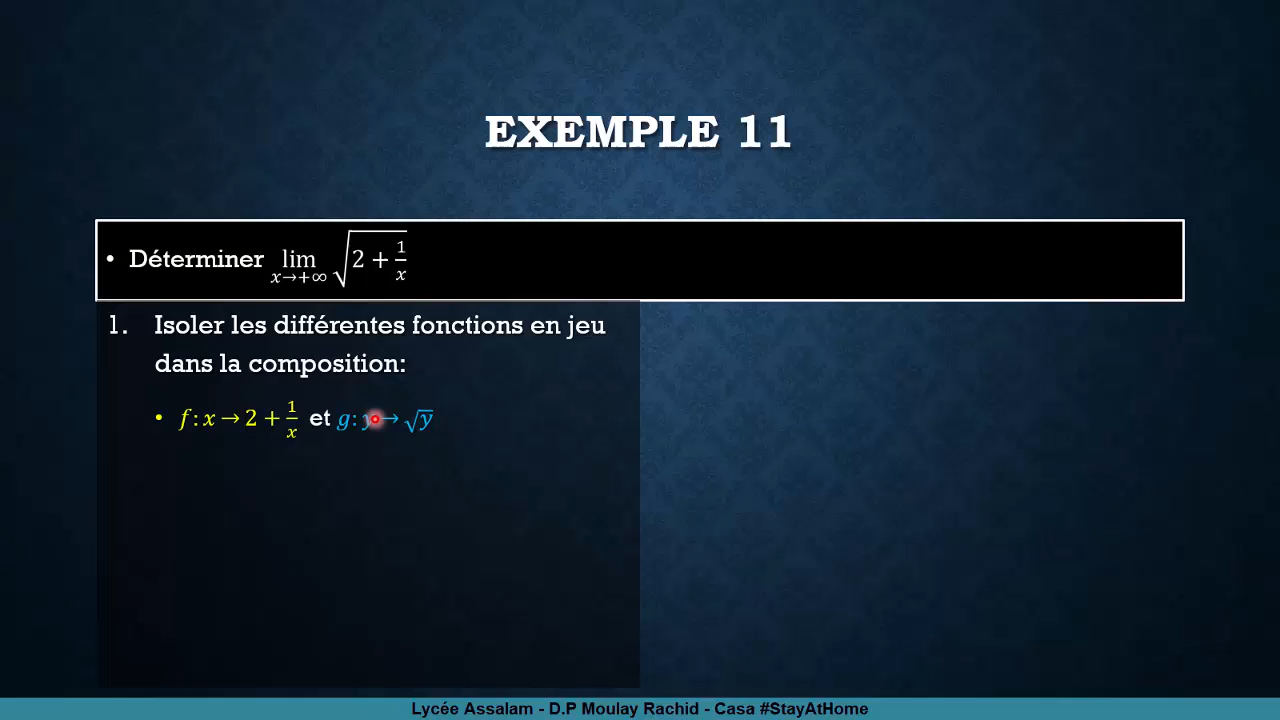 EXEMPLE 11
• Déterminer lim x→+∞ √(2 + 1/x)
1. Isoler les différentes fonctions en jeu
dans la composition:
• f: x → 2 + 1/x et g: y → √y
Lycée Assalam - D.P Moulay Rachid - Casa #StayAtHome